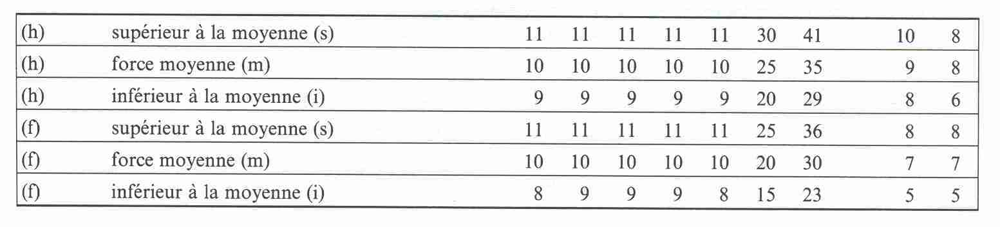 (h) supérieur à la moyenne (s) 11 11 11 11 11 30 41 10 8
(h) force moyenne (m) 10 10 10 10 10 25 35 9 8
(h) inférieur à la moyenne (i) 9 9 9 9 9 20 29 8 6
(f) supérieur à la moyenne (s) 11 11 11 11 11 25 36 8 8
(f) force moyenne (m) 10 10 10 10 10 20 30 7 7
(f) inférieur à la moyenne (i) 8 9 9 9 8 15 23 5 5